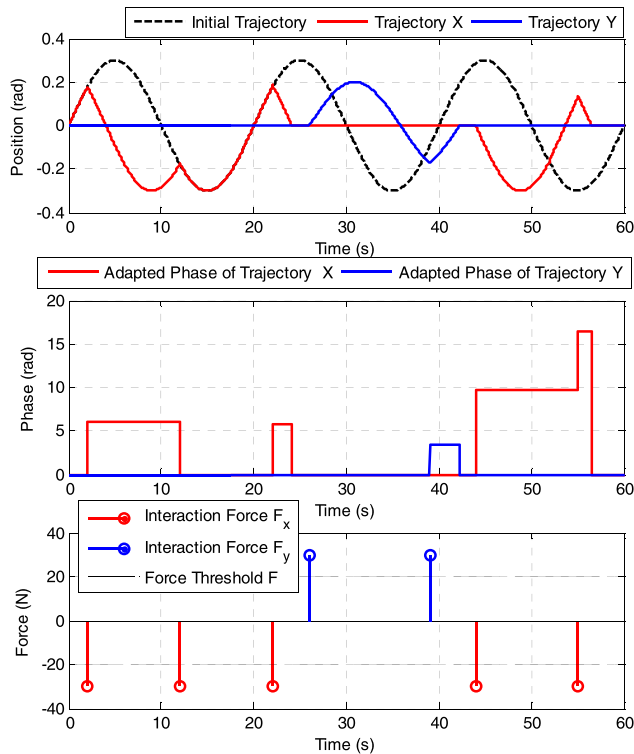 Initial Trajectory Trajectory X Trajectory Y
0.4
0.2
0
-0.2
-0.4
Position (rad)
0 10 20 30 40 50 60
Time (s)
Adapted Phase of Trajectory X Adapted Phase of Trajectory Y
20
15
10
5
0
Phase (rad)
0 10 20 30 40 50 60
Time (s)
Interaction Force Fx
Interaction Force Fy
Force Threshold F
40
20
0
-20
-40
Force (N)
0 10 20 30 40 50 60
Time (s)